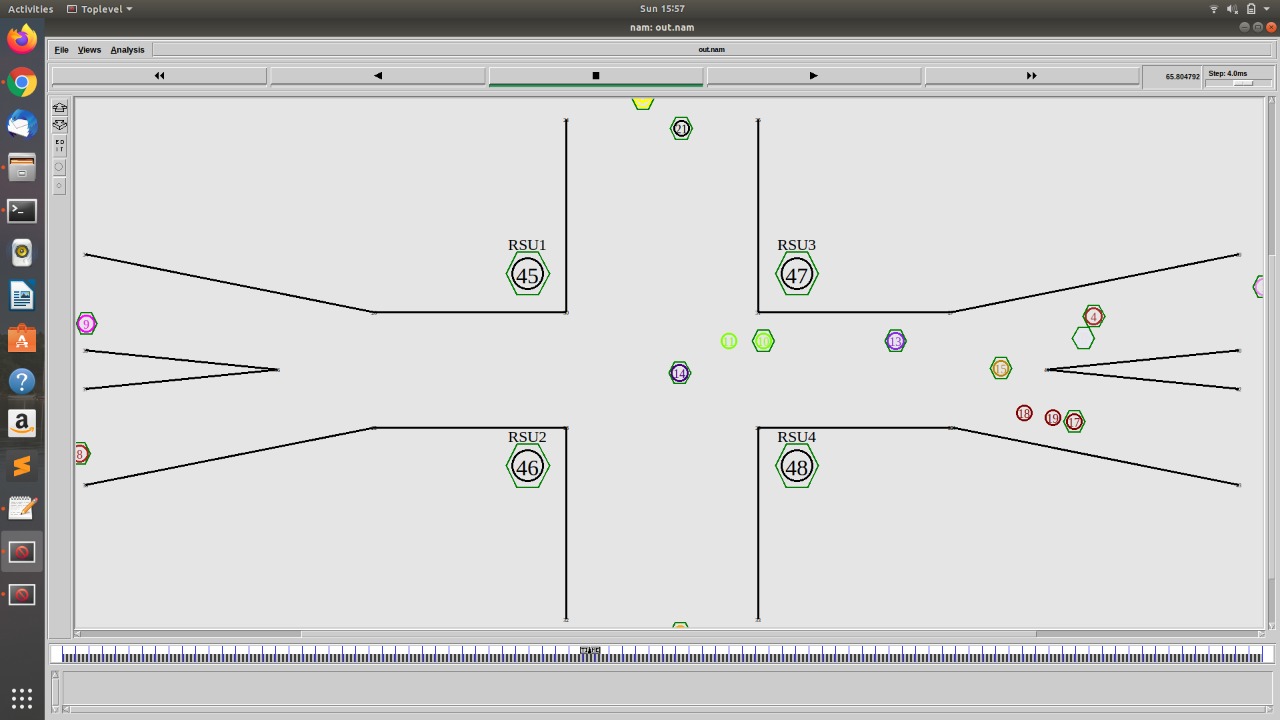 Activities Toplevel Sun 15:57
nam: out.nam
File Views Analysis out.nam
65.804792 Step: 4.0ms
21
RSU1 RSU3
45 47
9 4
11 10 13
14 15
18 19 17
RSU2 RSU4
8 46 48